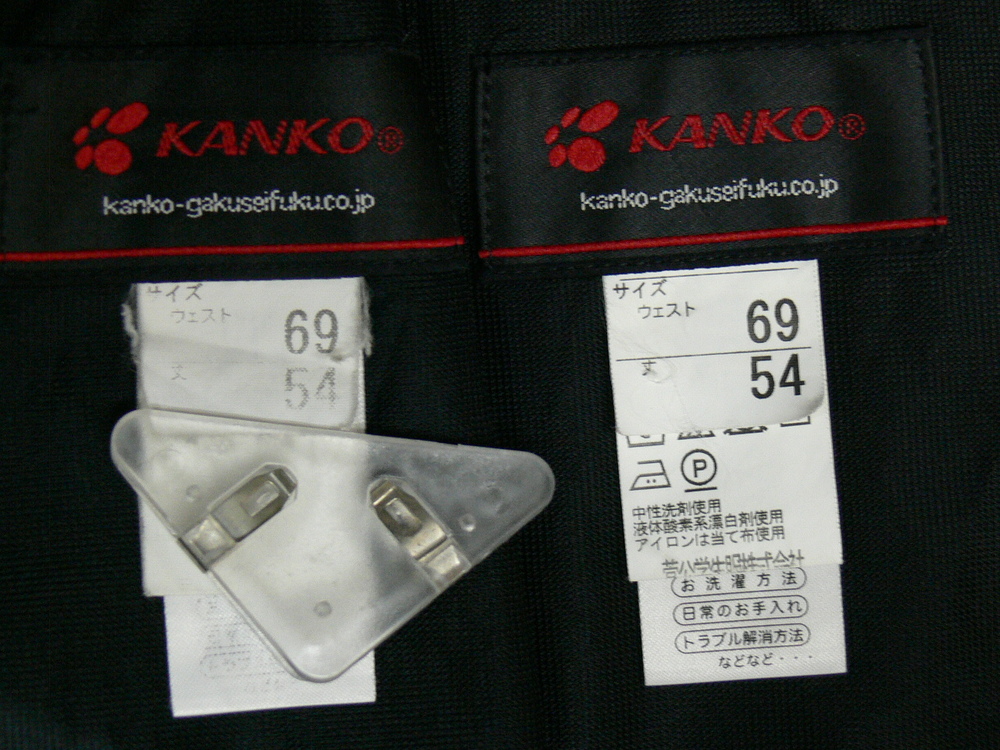 KANKO®
kanko-gakuseifuku.co.jp
サイズ
ウェスト
69
丈
54
KANKO®
kanko-gakuseifuku.co.jp
サイズ
ウェスト
69
丈
54
P
中性洗剤使用
液体酸素系漂白剤使用
アイロンは当て布使用
お洗濯方法
日常のお手入れ
トラブル解消方法
などなど・・・